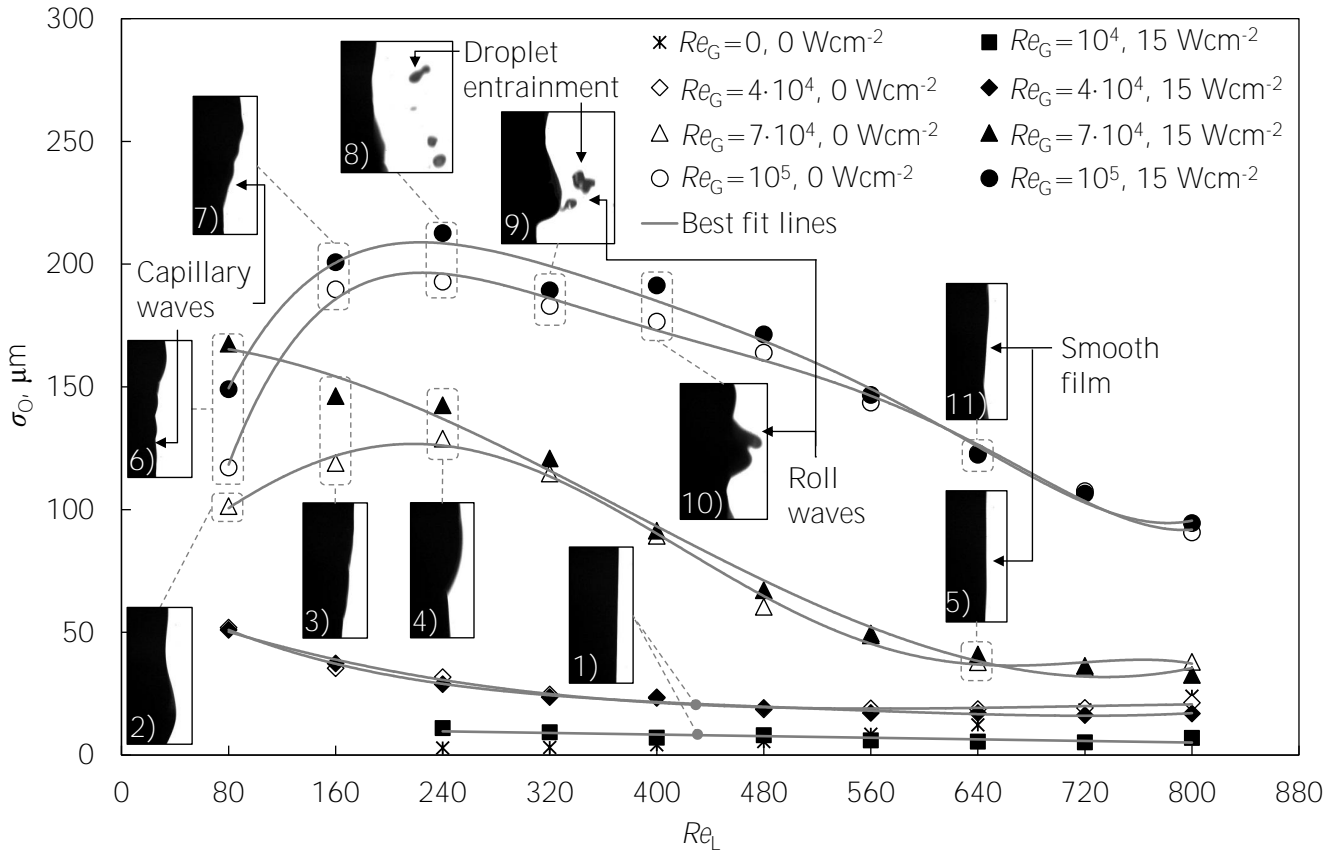 300
250
200
150
100
50
0
σO, μm
0 80 160 240 320 400 480 560 640 720 800 880
ReL
ReG=0, 0 Wcm-2
ReG=4·10⁴, 0 Wcm-2
ReG=7·10⁴, 0 Wcm-2
ReG=10⁵, 0 Wcm-2
Best fit lines
ReG=10⁴, 15 Wcm-2
ReG=4·10⁴, 15 Wcm-2
ReG=7·10⁴, 15 Wcm-2
ReG=10⁵, 15 Wcm-2
Droplet
entrainment
Capillary
waves
Smooth
film
Roll
waves
1)
2)
3)
4)
5)
6)
7)
8)
9)
10)
11)